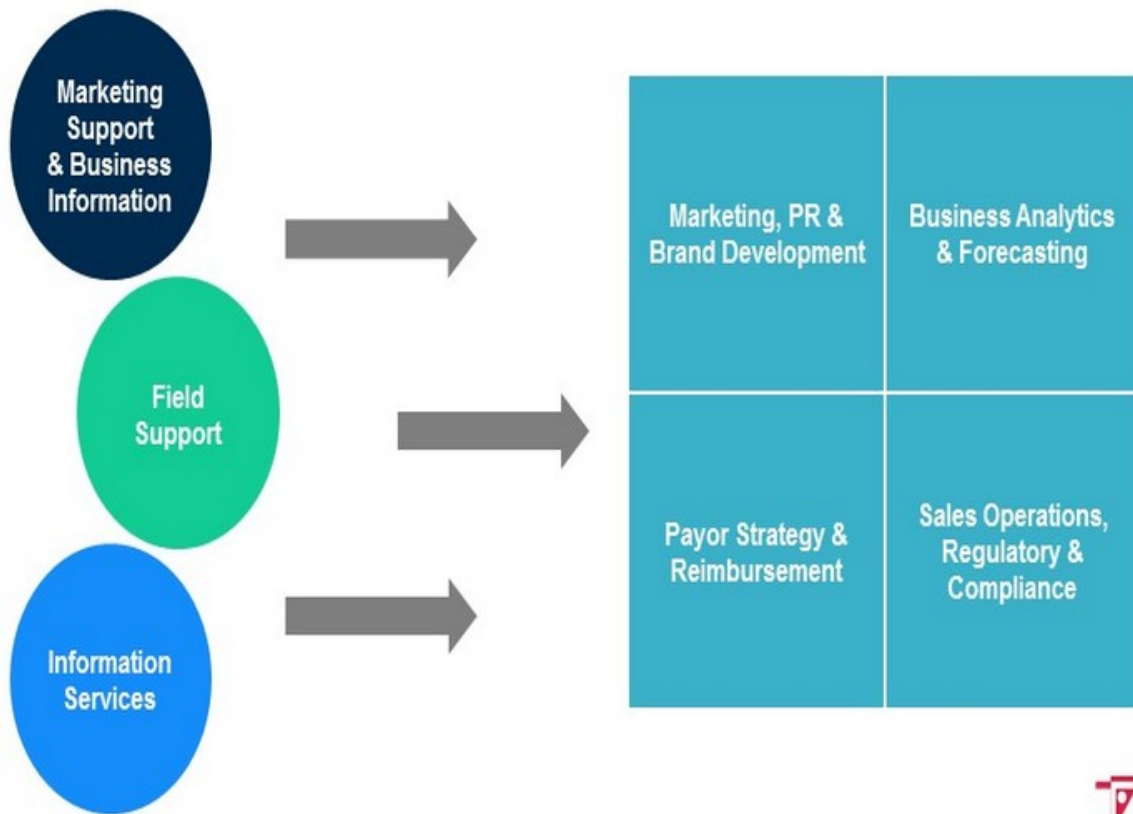 Marketing
Support
& Business
Information
Field
Support
Information
Services
Marketing, PR &
Brand Development
Business Analytics
& Forecasting
Payor Strategy &
Reimbursement
Sales Operations,
Regulatory &
Compliance